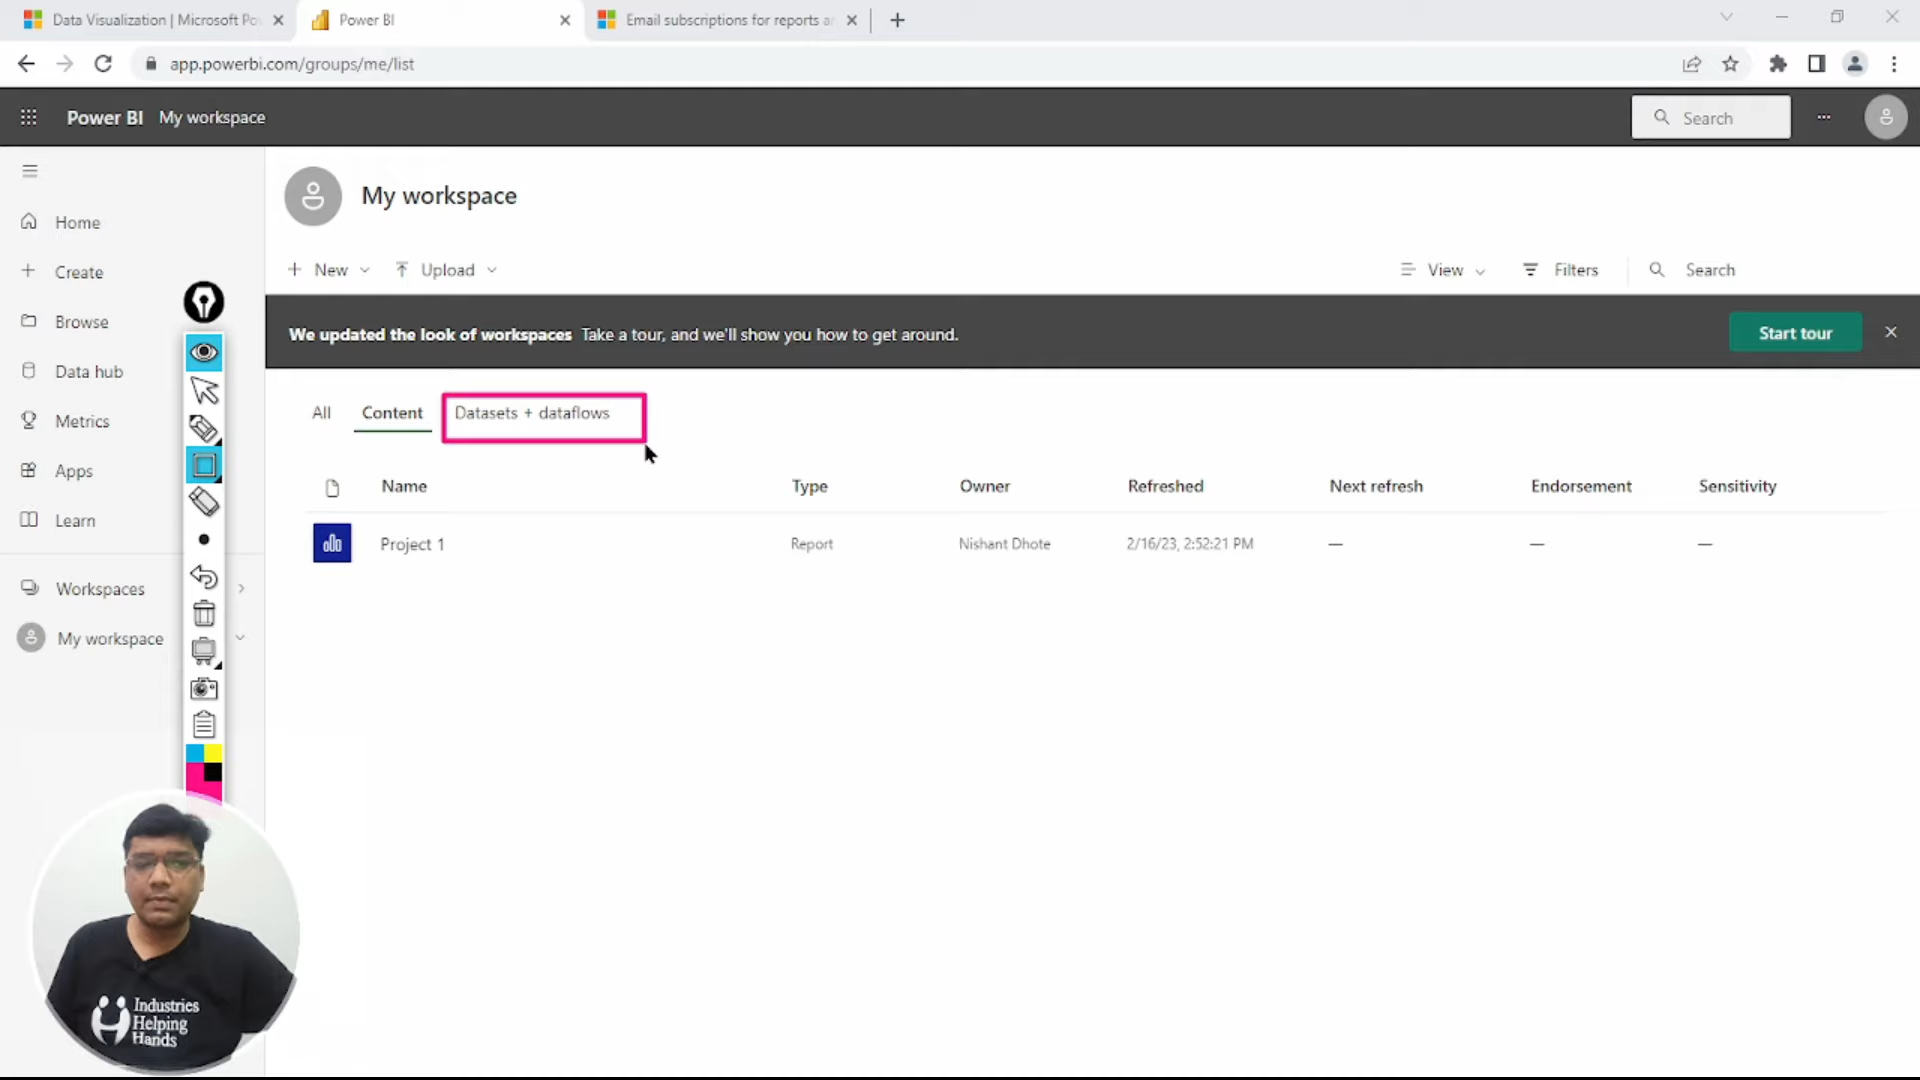 Data Visualization | Microsoft Po
Power BI
Email subscriptions for reports a
app.powerbi.com/groups/me/list
Power BI My workspace
Search
My workspace
Home
Create
Browse
Data hub
Metrics
Apps
Learn
Workspaces
My workspace
New
Upload
View
Filters
Search
We updated the look of workspaces Take a tour, and we'll show you how to get around.
Start tour
All
Content
Datasets + dataflows
Name Type Owner Refreshed Next refresh Endorsement Sensitivity
Project 1 Report Nishant Dhote 2/16/23, 2:52:21 PM — — —
Industries
Helping
Hands